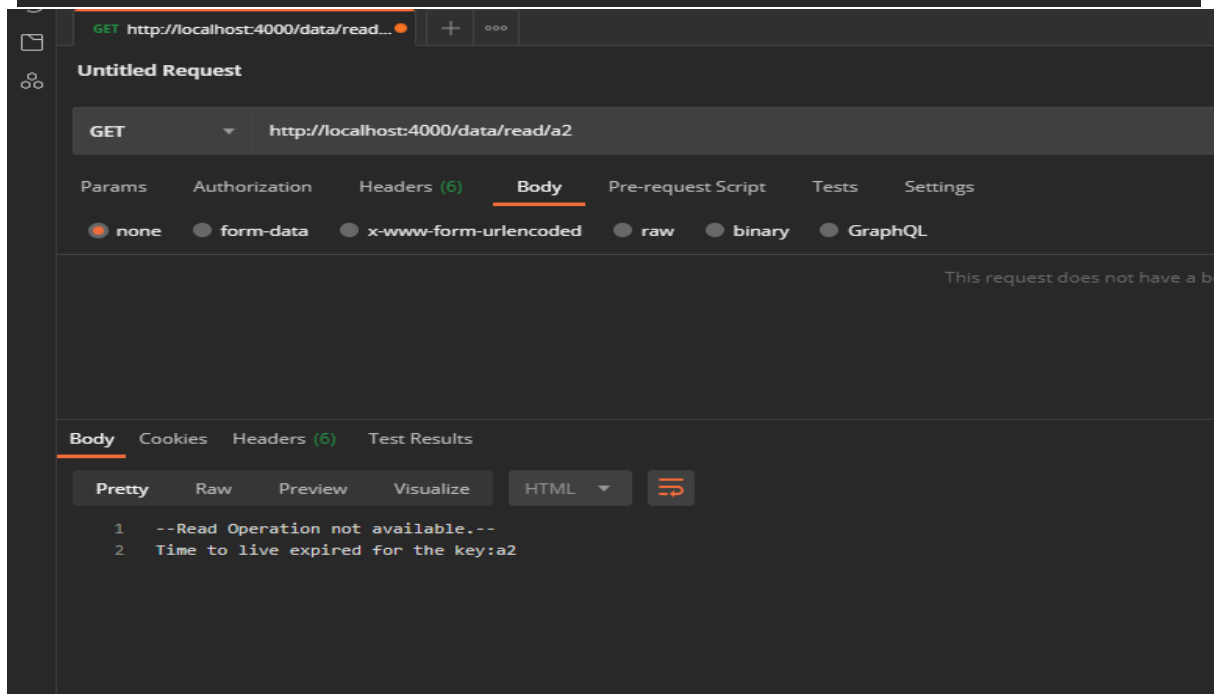 GET http://localhost:4000/data/read...
Untitled Request
GET http://localhost:4000/data/read/a2
Params Authorization Headers (6) Body Pre-request Script Tests Settings
none form-data x-www-form-urlencoded raw binary GraphQL
This request does not have a b
Body Cookies Headers (6) Test Results
Pretty Raw Preview Visualize HTML
1 --Read Operation not available.--
2 Time to live expired for the key:a2